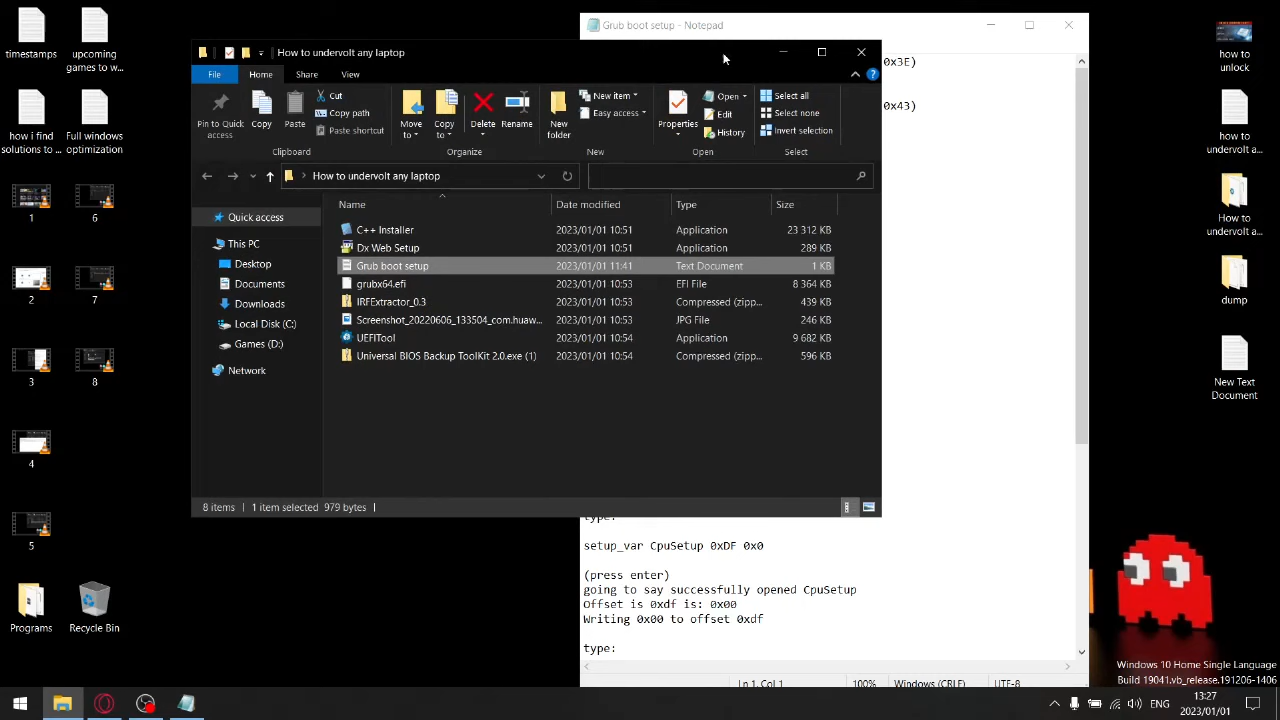 timestamps
upcoming
games to w...
how i find
solutions to ...
Full windows
optimization
1
6
2
7
3
8
4
5
Programs
Recycle Bin
Grub boot setup - Notepad
0x3E)
0x43)
How to undervolt any laptop
File
Home
Share
View
Pin to Quick
access
Copy
Paste
Cut
Copy path
Paste shortcut
Clipboard
Move
to
Copy
to
Delete
Rename
Organize
New
folder
New item
Easy access
New
Properties
Open
Edit
History
Open
Select all
Select none
Invert selection
Select
How to undervolt any laptop
Quick access
This PC
Desktop
Documents
Downloads
Local Disk (C:)
Games (D:)
Network
Name Date modified Type Size
C++ Installer 2023/01/01 10:51 Application 23 312 KB
Dx Web Setup 2023/01/01 10:51 Application 289 KB
Grub boot setup 2023/01/01 11:41 Text Document 1 KB
grubx64.efi 2023/01/01 10:53 EFI File 8 364 KB
IRFExtractor_0.3 2023/01/01 10:53 Compressed (zipp... 439 KB
Screenshot_20220606_133504_com.huaw... 2023/01/01 10:53 JPG File 246 KB
UEFITool 2023/01/01 10:54 Application 9 682 KB
Universal BIOS Backup ToolKit 2.0.exe (1) 2023/01/01 10:54 Compressed (zipp... 596 KB
8 items 1 item selected 979 bytes
type:
setup_var CpuSetup 0xDF 0x0
(press enter)
going to say successfully opened CpuSetup
Offset is 0xdf is: 0x00
Writing 0x00 to offset 0xdf
type:
Ln 1, Col 1 100% Windows (CRLF) UTF-8
how to
unlock
how to
undervolt a...
How to
undervolt a...
dump
New Text
Document
Windows 10 Home Single Language
Build 19041.vb_release.191206-1406
ENG
13:27
2023/01/01